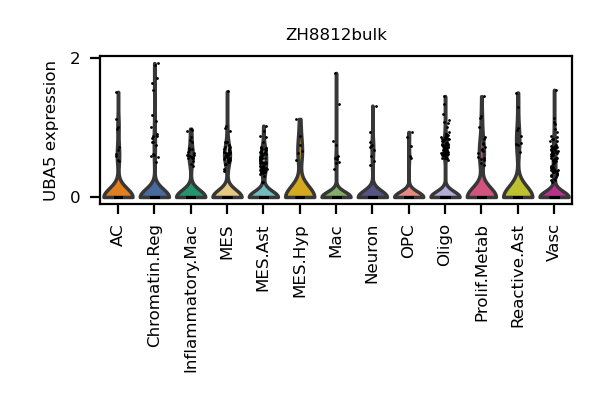 ZH8812bulk
UBA5 expression
2
0
AC
Chromatin.Reg
Inflammatory.Mac
MES
MES.Ast
MES.Hyp
Mac
Neuron
OPC
Oligo
Prolif.Metab
Reactive.Ast
Vasc